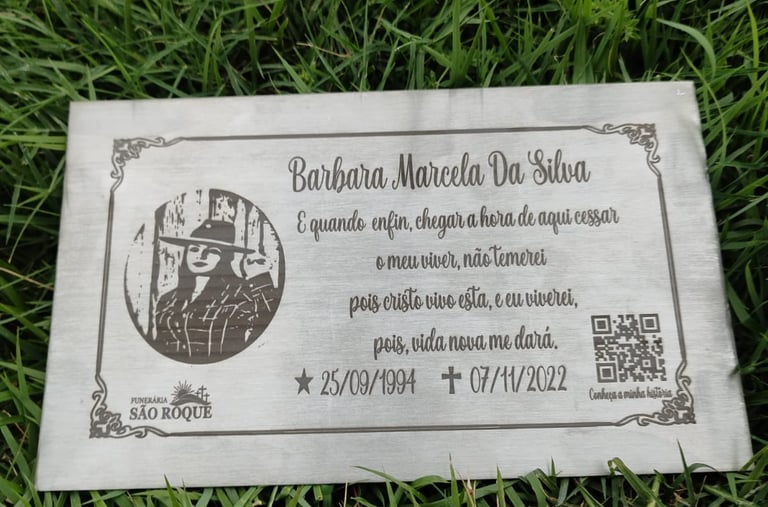 Barbara Marcela Da Silva
E quando enfin, chegar a hora de aqui cessar
o meu viver, não temerei
pois cristo vivo esta, e eu viverei,
pois, vida nova me dará.
★ 25/09/1994 ✝ 07/11/2022
Conheça a minha história
FUNERÁRIA
SÃO ROQUE